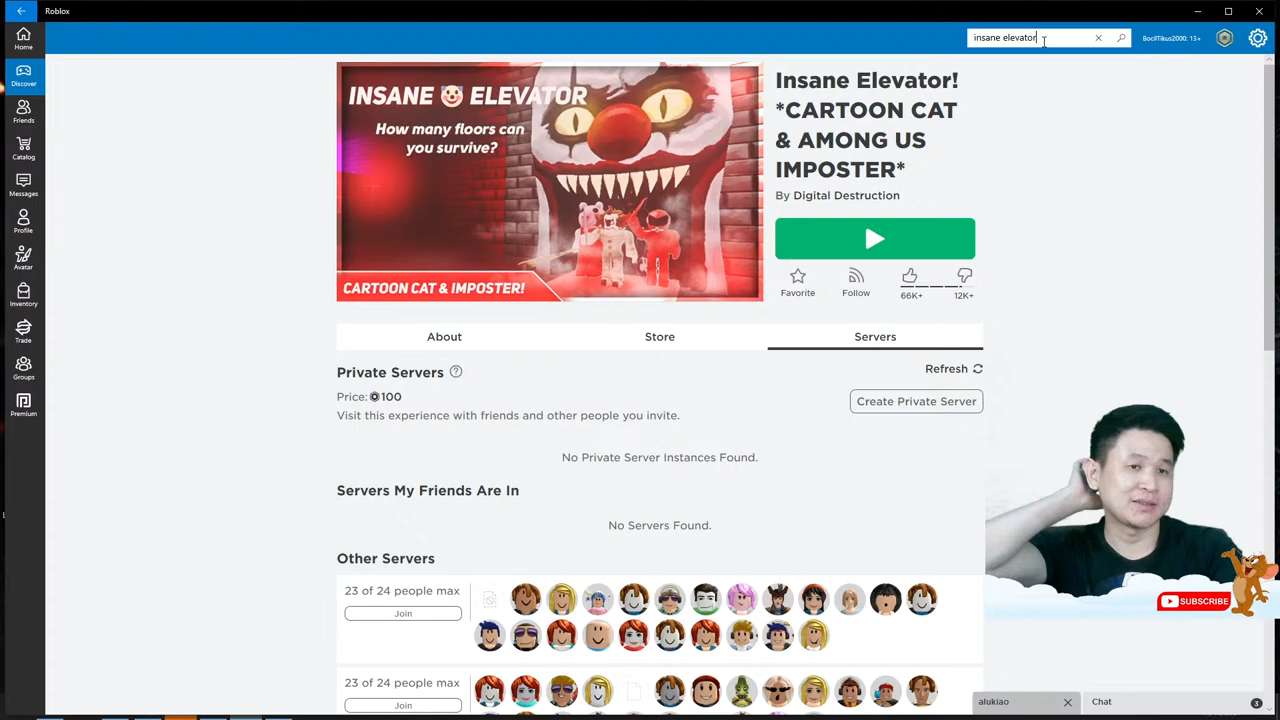 Roblox
insane elevator
BocilTikus2000: 13+
Home
Discover
Friends
Catalog
Messages
Profile
Avatar
Inventory
Trade
Groups
Premium
INSANE ELEVATOR
How many floors can
you survive?
CARTOON CAT & IMPOSTER!
Insane Elevator!
*CARTOON CAT
& AMONG US
IMPOSTER*
By Digital Destruction
Favorite
Follow
66K+
12K+
About
Store
Servers
Private Servers
Refresh
Price: 100
Create Private Server
Visit this experience with friends and other people you invite.
No Private Server Instances Found.
Servers My Friends Are In
No Servers Found.
Other Servers
23 of 24 people max
Join
23 of 24 people max
Join
SUBSCRIBE
alukiao
Chat
3